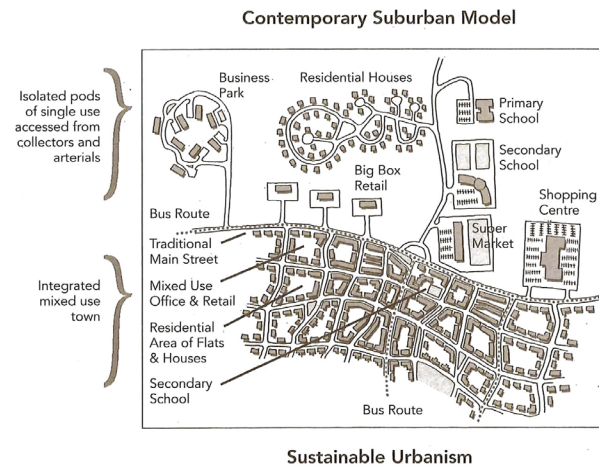 Contemporary Suburban Model
Isolated pods
of single use
accessed from
collectors and
arterials
Business
Park
Residential Houses
Primary
School
Secondary
School
Big Box
Retail
Shopping
Centre
Super
Market
Bus Route
Traditional
Main Street
Integrated
mixed use
town
Mixed Use
Office & Retail
Residential
Area of Flats
& Houses
Secondary
School
Bus Route
Sustainable Urbanism